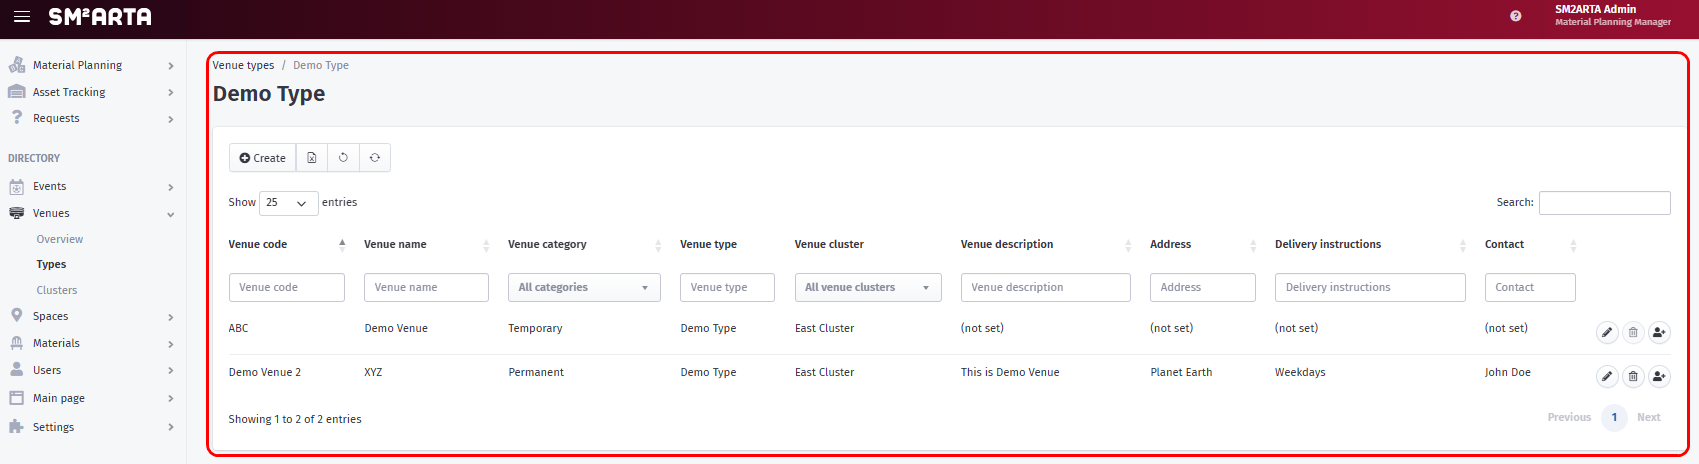 SM²ARTA
SM2ARTA Admin
Material Planning Manager
Material Planning
Asset Tracking
Requests
DIRECTORY
Events
Venues
Overview
Types
Clusters
Spaces
Materials
Users
Main page
Settings
Venue types / Demo Type
Demo Type
Create
Show 25 entries
Search:
Venue code Venue name Venue category Venue type Venue cluster Venue description Address Delivery instructions Contact
Venue code Venue name All categories Venue type All venue clusters Venue description Address Delivery instructions Contact
ABC Demo Venue Temporary Demo Type East Cluster (not set) (not set) (not set) (not set)
Demo Venue 2 XYZ Permanent Demo Type East Cluster This is Demo Venue Planet Earth Weekdays John Doe
Showing 1 to 2 of 2 entries
Previous 1 Next